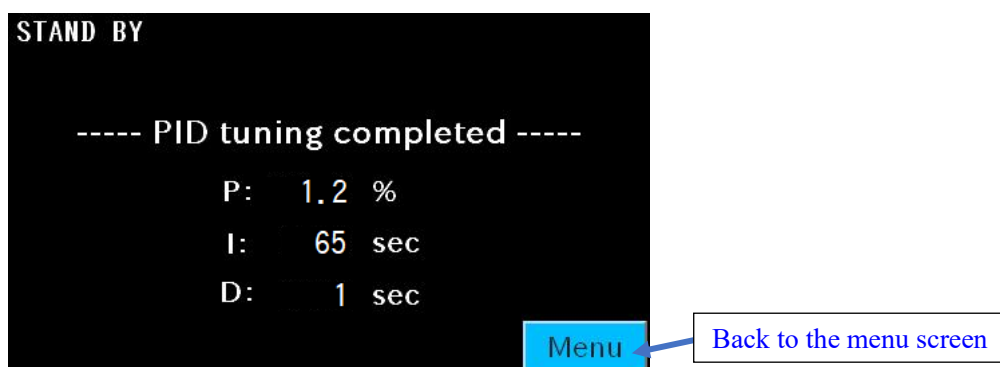 STAND BY
----- PID tuning completed -----
P: 1.2 %
I: 65 sec
D: 1 sec
Menu
Back to the menu screen